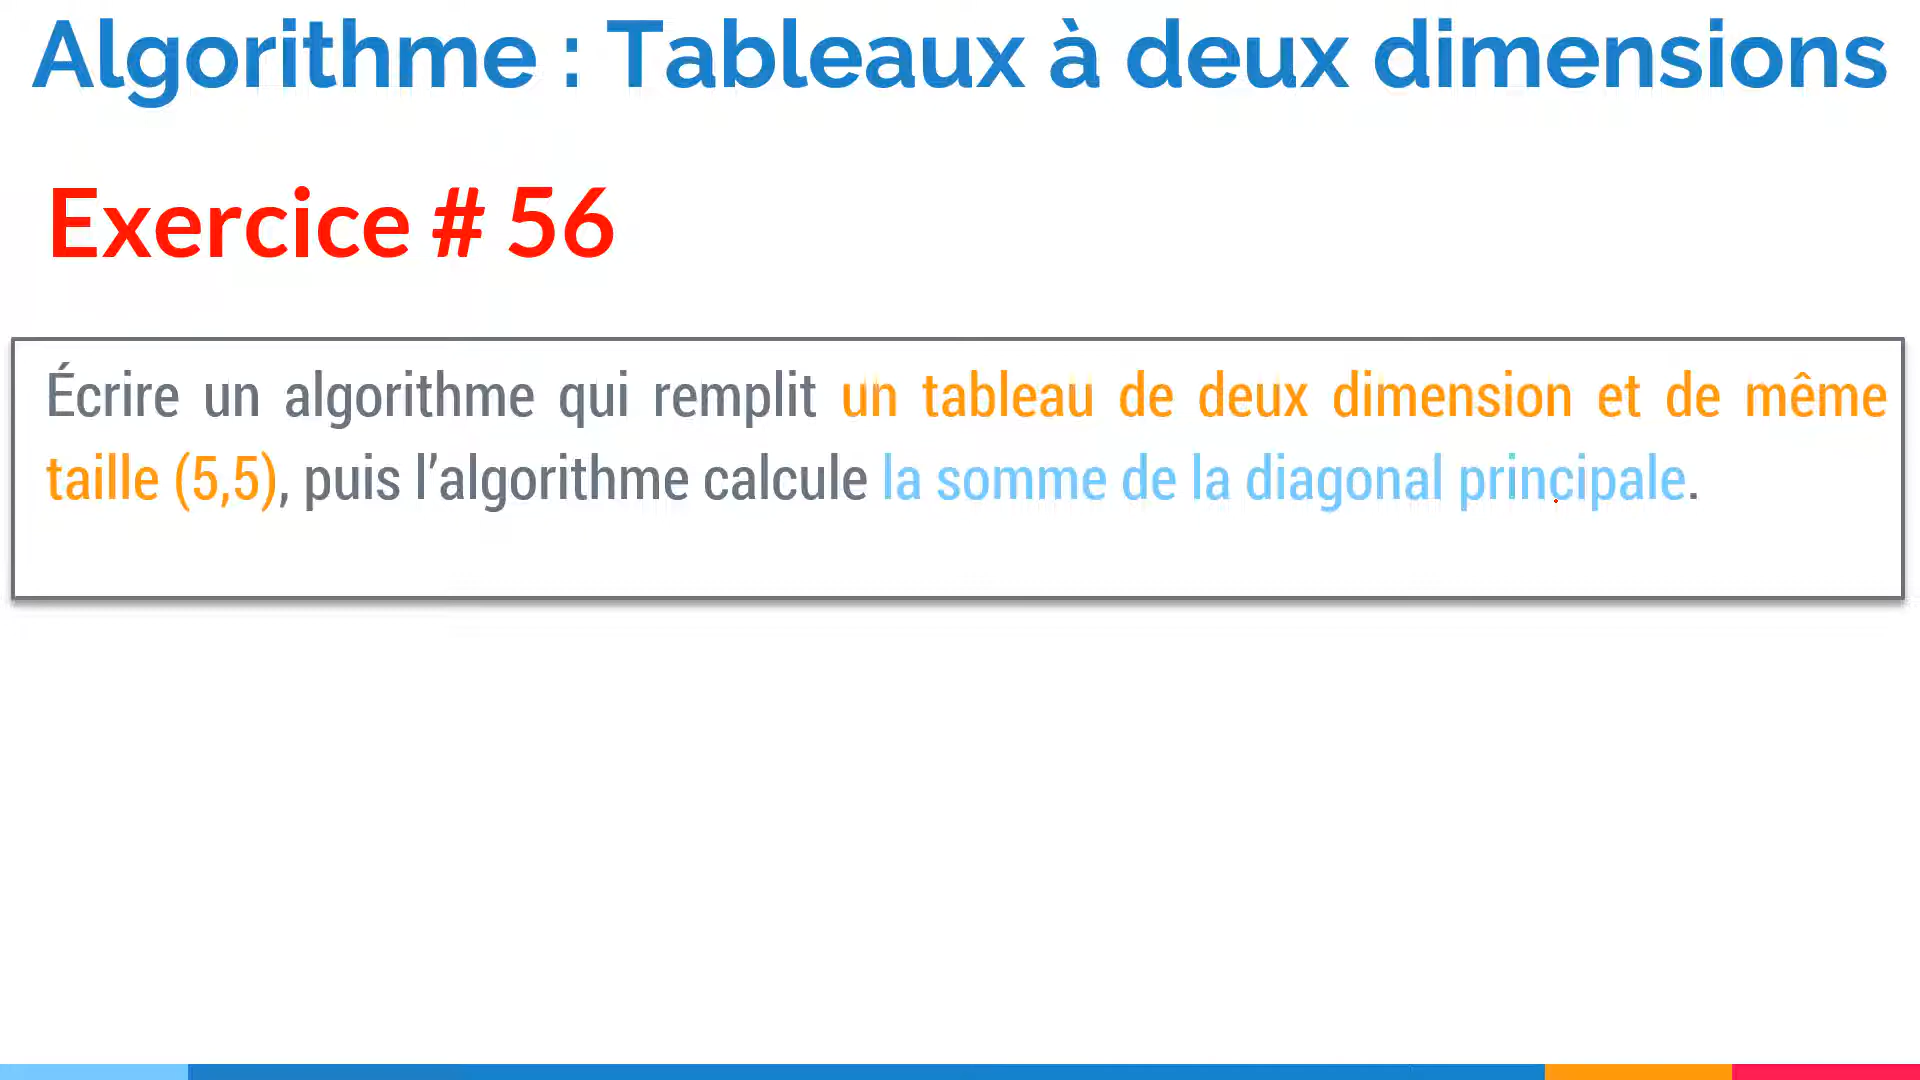 Algorithme : Tableaux à deux dimensions
Exercice # 56
Écrire un algorithme qui remplit un tableau de deux dimension et de même
taille (5,5), puis l’algorithme calcule la somme de la diagonal principale.